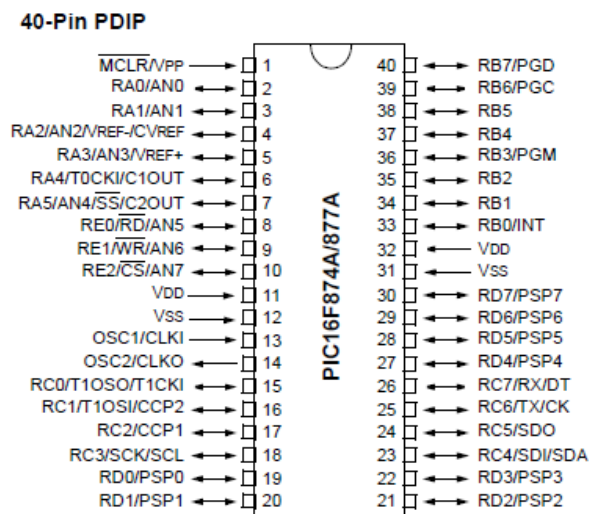 40-Pin PDIP
MCLR/VPP 1 40 RB7/PGD
RA0/AN0 2 39 RB6/PGC
RA1/AN1 3 38 RB5
RA2/AN2/VREF-/CVREF 4 37 RB4
RA3/AN3/VREF+ 5 36 RB3/PGM
RA4/T0CKI/C1OUT 6 35 RB2
RA5/AN4/SS/C2OUT 7 34 RB1
RE0/RD/AN5 8 33 RB0/INT
RE1/WR/AN6 9 32 VDD
RE2/CS/AN7 10 31 VSS
VDD 11 30 RD7/PSP7
VSS 12 29 RD6/PSP6
OSC1/CLKI 13 28 RD5/PSP5
OSC2/CLKO 14 27 RD4/PSP4
RC0/T1OSO/T1CKI 15 26 RC7/RX/DT
RC1/T1OSI/CCP2 16 25 RC6/TX/CK
RC2/CCP1 17 24 RC5/SDO
RC3/SCK/SCL 18 23 RC4/SDI/SDA
RD0/PSP0 19 22 RD3/PSP3
RD1/PSP1 20 21 RD2/PSP2
PIC16F874A/877A